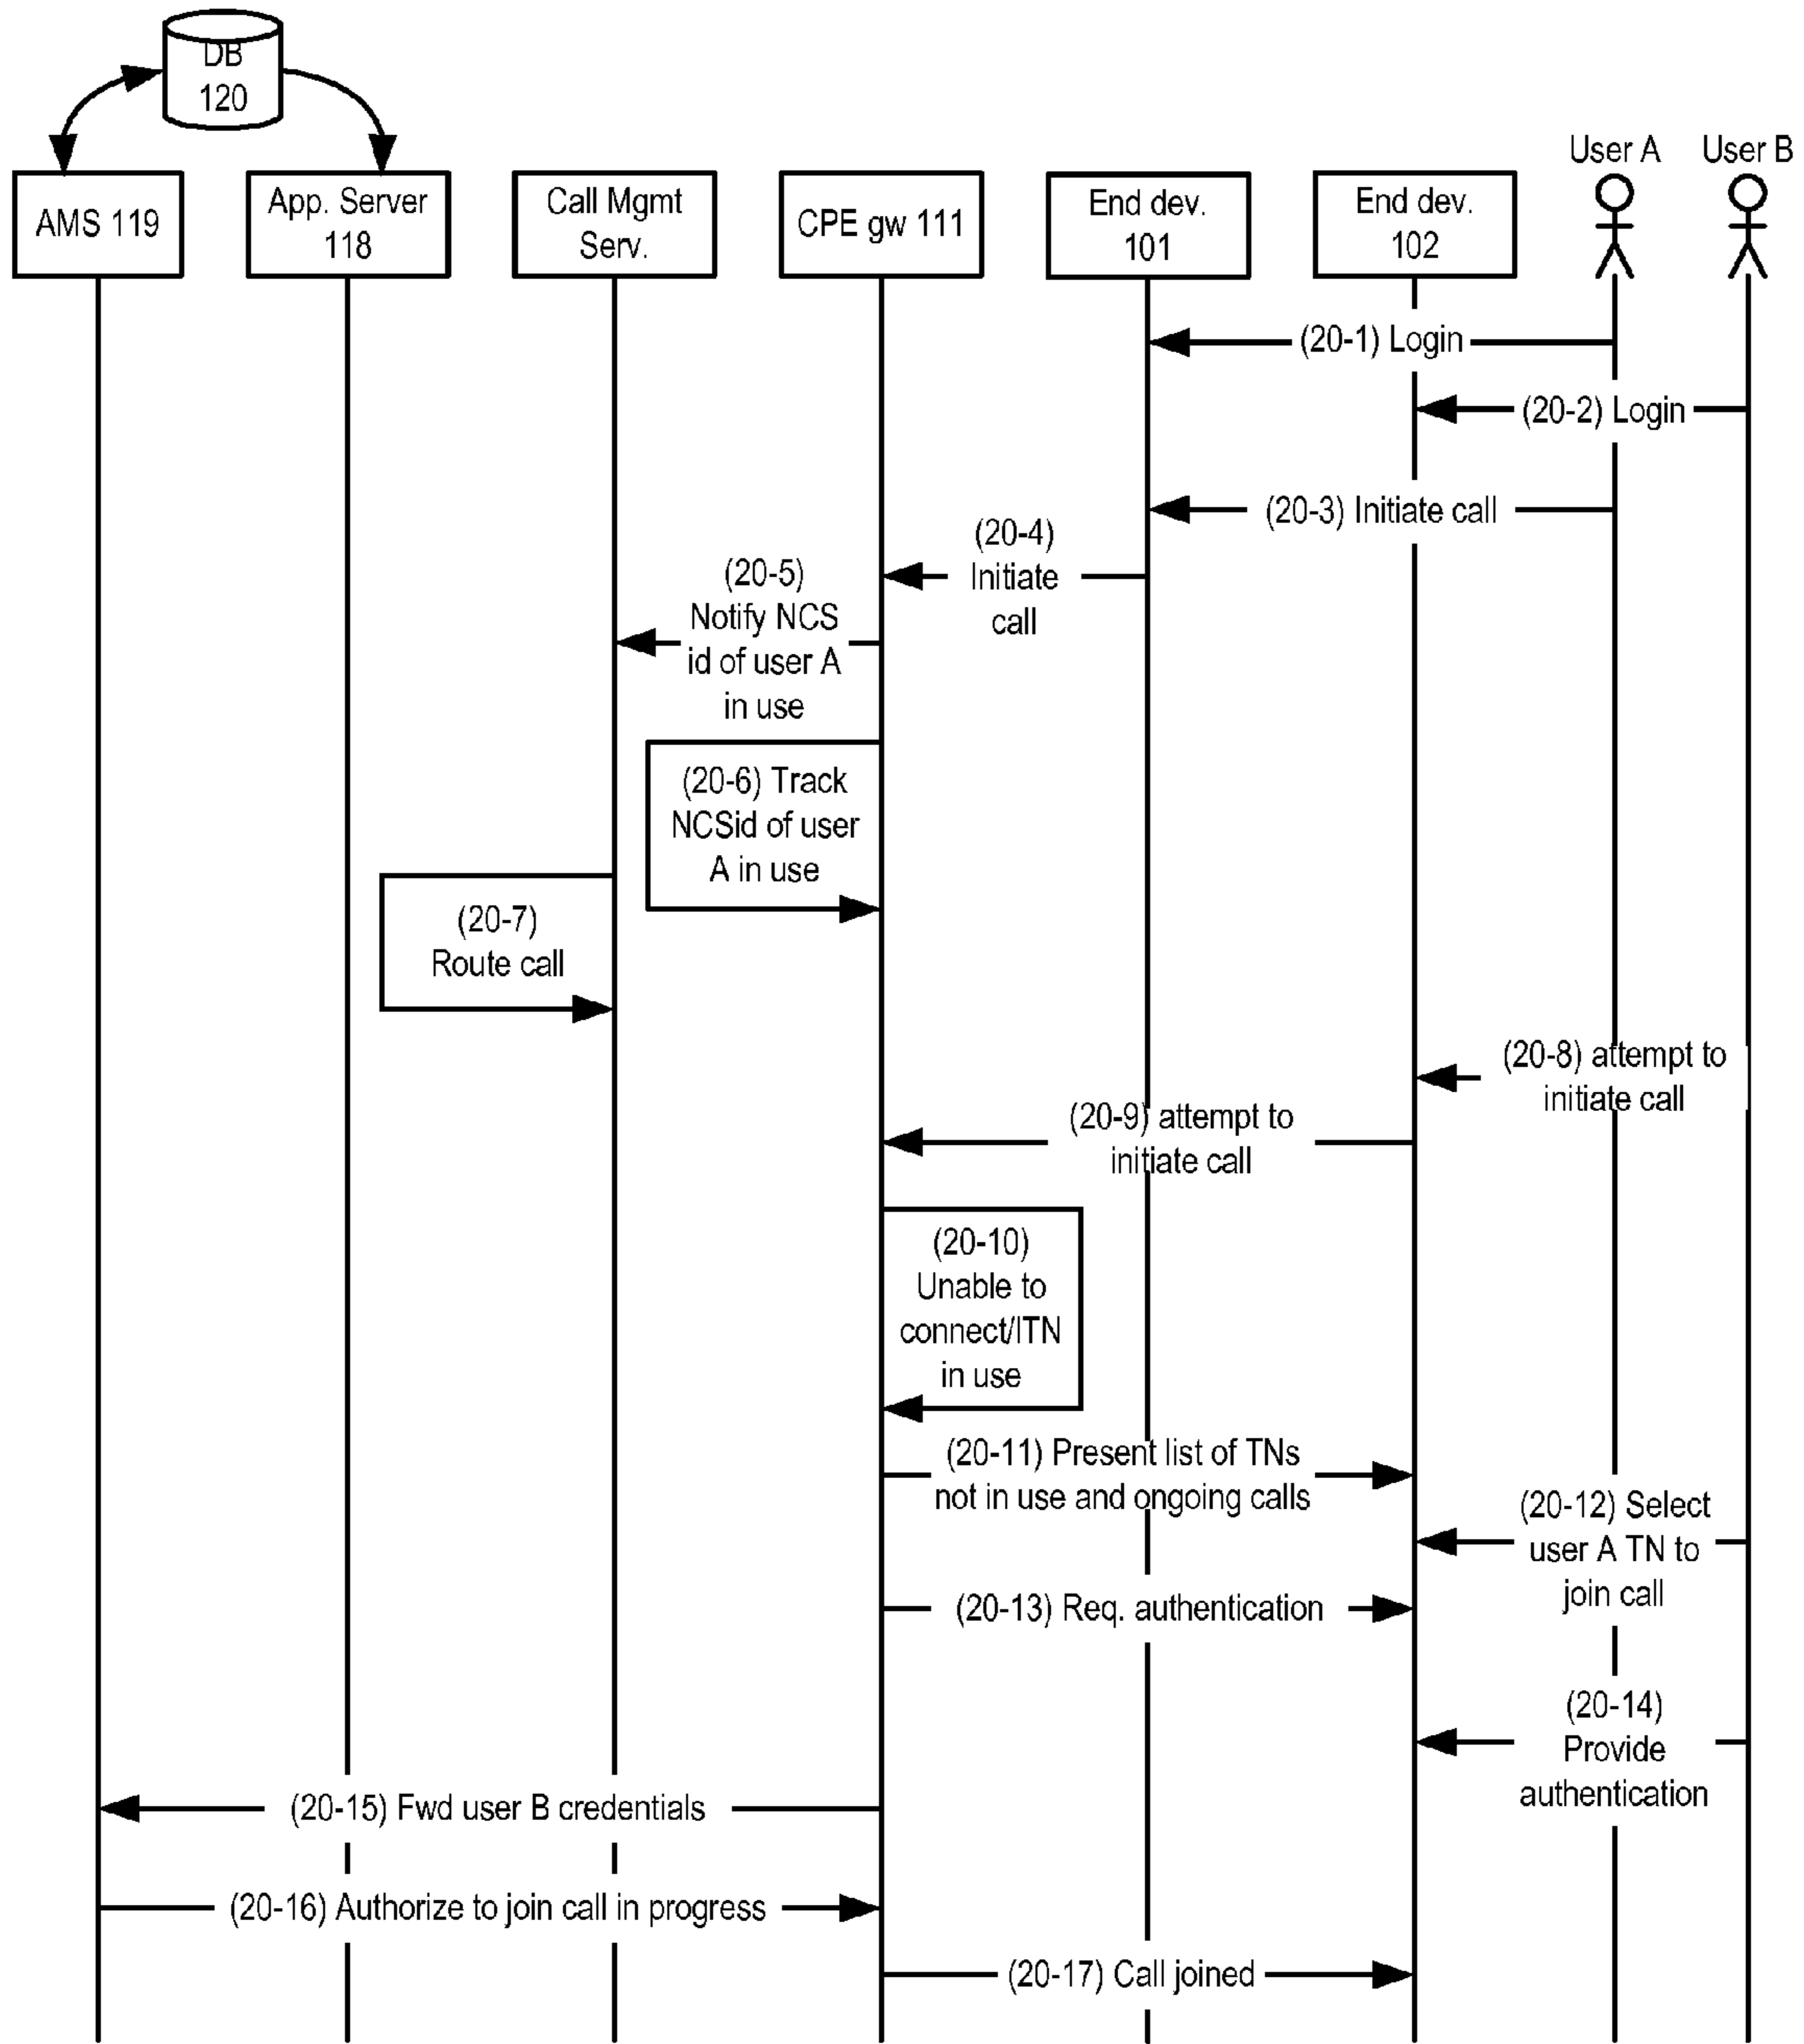 DB
120
User A
User B
AMS 119
App. Server
118
Call Mgmt
Serv.
CPE gw 111
End dev.
101
End dev.
102
(20-1) Login
(20-2) Login
(20-3) Initiate call
(20-4)
Initiate
call
(20-5)
Notify NCS
id of user A
in use
(20-6) Track
NCSid of user
A in use
(20-7)
Route call
(20-8) attempt to
initiate call
(20-9) attempt to
initiate call
(20-10)
Unable to
connect/ITN
in use
(20-11) Present list of TNs
not in use and ongoing calls
(20-12) Select
user A TN to
join call
(20-13) Req. authentication
(20-14)
Provide
authentication
(20-15) Fwd user B credentials
(20-16) Authorize to join call in progress
(20-17) Call joined